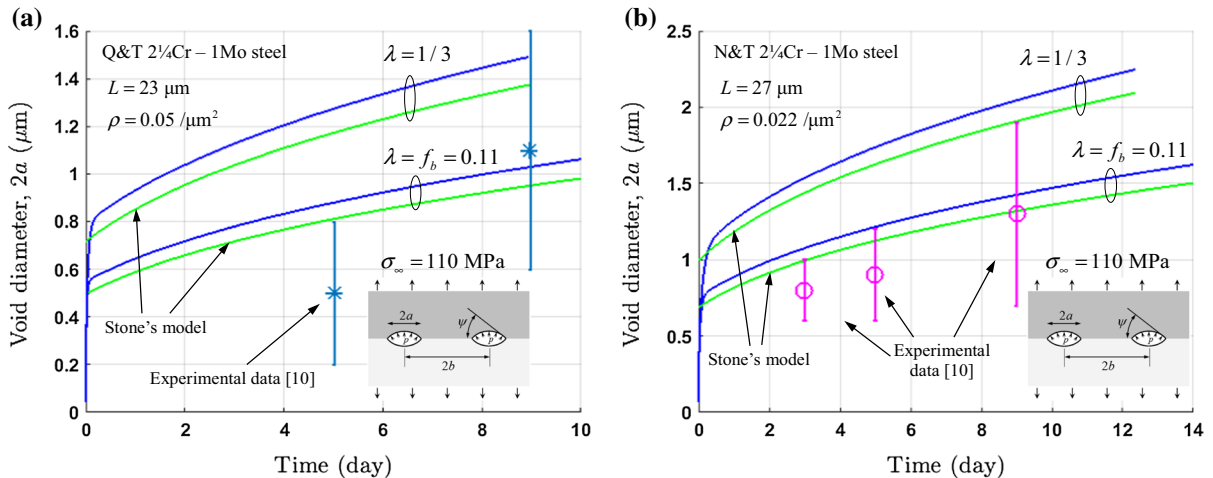 (a)
Void diameter, 2a (μm)
1.6
1.4
1.2
1
0.8
0.6
0.4
0.2
0
Q&T 2¼Cr – 1Mo steel
L = 23 μm
ρ = 0.05 /μm²
λ = 1/3
λ = f_b = 0.11
σ_∞ = 110 MPa
Stone's model
Experimental data [10]
2a
ψ
p
p
2b
0
2
4
6
8
10
Time (day)
(b)
Void diameter, 2a (μm)
2.5
2
1.5
1
0.5
0
N&T 2¼Cr – 1Mo steel
L = 27 μm
ρ = 0.022 /μm²
λ = 1/3
λ = f_b = 0.11
σ_∞ = 110 MPa
Stone's model
Experimental
data [10]
2a
ψ
p
p
2b
0
2
4
6
8
10
12
14
Time (day)